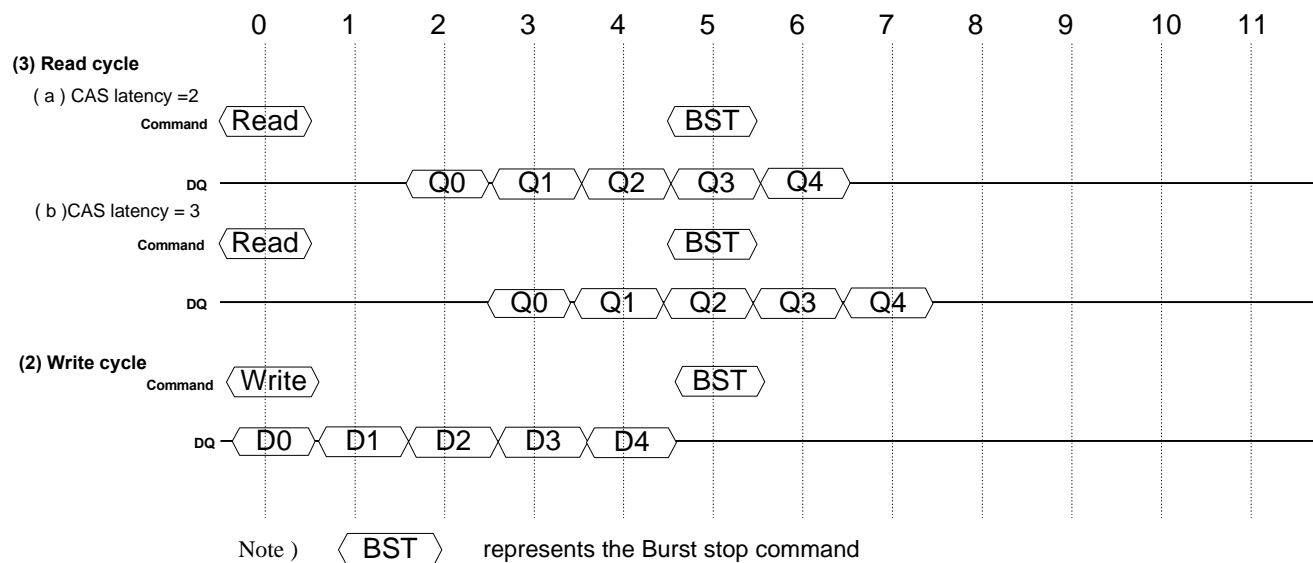 0 1 2 3 4 5 6 7 8 9 10 11
(3) Read cycle
( a ) CAS latency =2
Command Read BST
DQ Q0 Q1 Q2 Q3 Q4
( b )CAS latency = 3
Command Read BST
DQ Q0 Q1 Q2 Q3 Q4
(2) Write cycle
Command Write BST
DQ D0 D1 D2 D3 D4
Note ) BST represents the Burst stop command